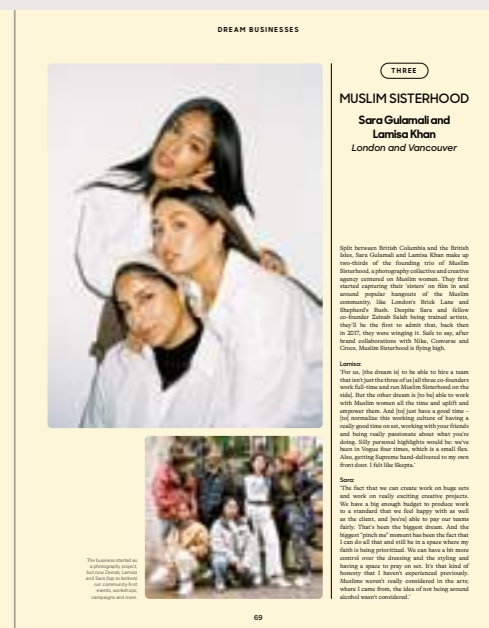 DREAM BUSINESSES
THREE
MUSLIM SISTERHOOD
Sara Gulamali and
Lamisa Khan
London and Vancouver
Split between British Columbia and the British
Isles, Sara Gulamali and Lamisa Khan make up
two-thirds of the founding trio of Muslim
Sisterhood, a photography collective and creative
agency centered on Muslim women. They first
started capturing their 'sisters' on film in and
around popular hangouts of the Muslim
community, like London's Brick Lane and
Shepherd's Bush. Despite Sara and fellow
co-founder Zeinab Saleh being trained artists,
they'll be the first to admit that, back then
in 2017, they were winging it. Safe to say, after
brand collaborations with Nike, Converse and
Crocs, Muslim Sisterhood is flying high.
Lamisa:
'For us, [the dream is] to be able to hire a team
that isn't just the three of us [all three co-founders
work full-time and run Muslim Sisterhood on the
side]. But the other dream is [to be] able to work
with Muslim women all the time and uplift and
empower them. And [to] just have a good time –
[to] normalize this working culture of having a
really good time on set, working with your friends
and being really passionate about what you're
doing. Silly personal highlights would be: we've
been in Vogue four times, which is a small flex.
Also, getting Supreme hand-delivered to my own
front door. I felt like Skepta.'
Sara:
'The fact that we can create work on huge sets
and work on really exciting creative projects.
We have a big enough budget to produce work
to a standard that we feel happy with as well
as the client, and [we're] able to pay our teams
fairly. That's been the biggest dream. And the
biggest "pinch me" moment has been the fact that
I can do all that and still be in a space where my
faith is being prioritized. We can have a bit more
control over the dressing and the styling and
having a space to pray on set. It's that kind of
honesty that I haven't experienced previously.
Muslims weren't really considered in the arts;
where I came from, the idea of not being around
alcohol wasn't considered.'
The business started as
a photography project,
but now Zeinab, Lamisa
and Sara (top to bottom)
run community-first
events, workshops,
campaigns and more.
69